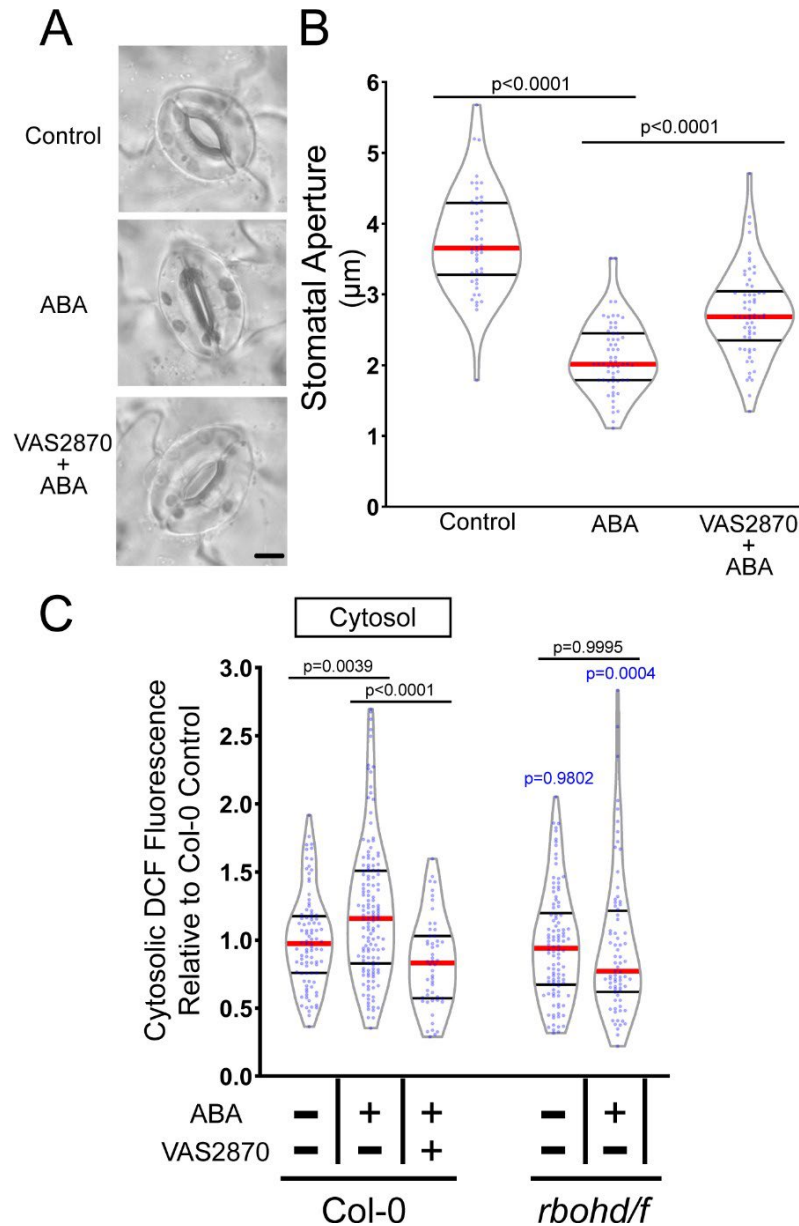 A
Control
ABA
VAS2870
+
ABA
B
Stomatal Aperture
(µm)
6
5
4
3
2
1
0
p<0.0001
p<0.0001
Control
ABA
VAS2870
+
ABA
C
Cytosol
Cytosolic DCF Fluorescence
Relative to Col-0 Control
3.0
2.5
2.0
1.5
1.0
0.5
0.0
p=0.0039
p<0.0001
p=0.9995
p=0.0004
p=0.9802
ABA − + + − +
VAS2870 − − + − −
Col-0 rbohd/f